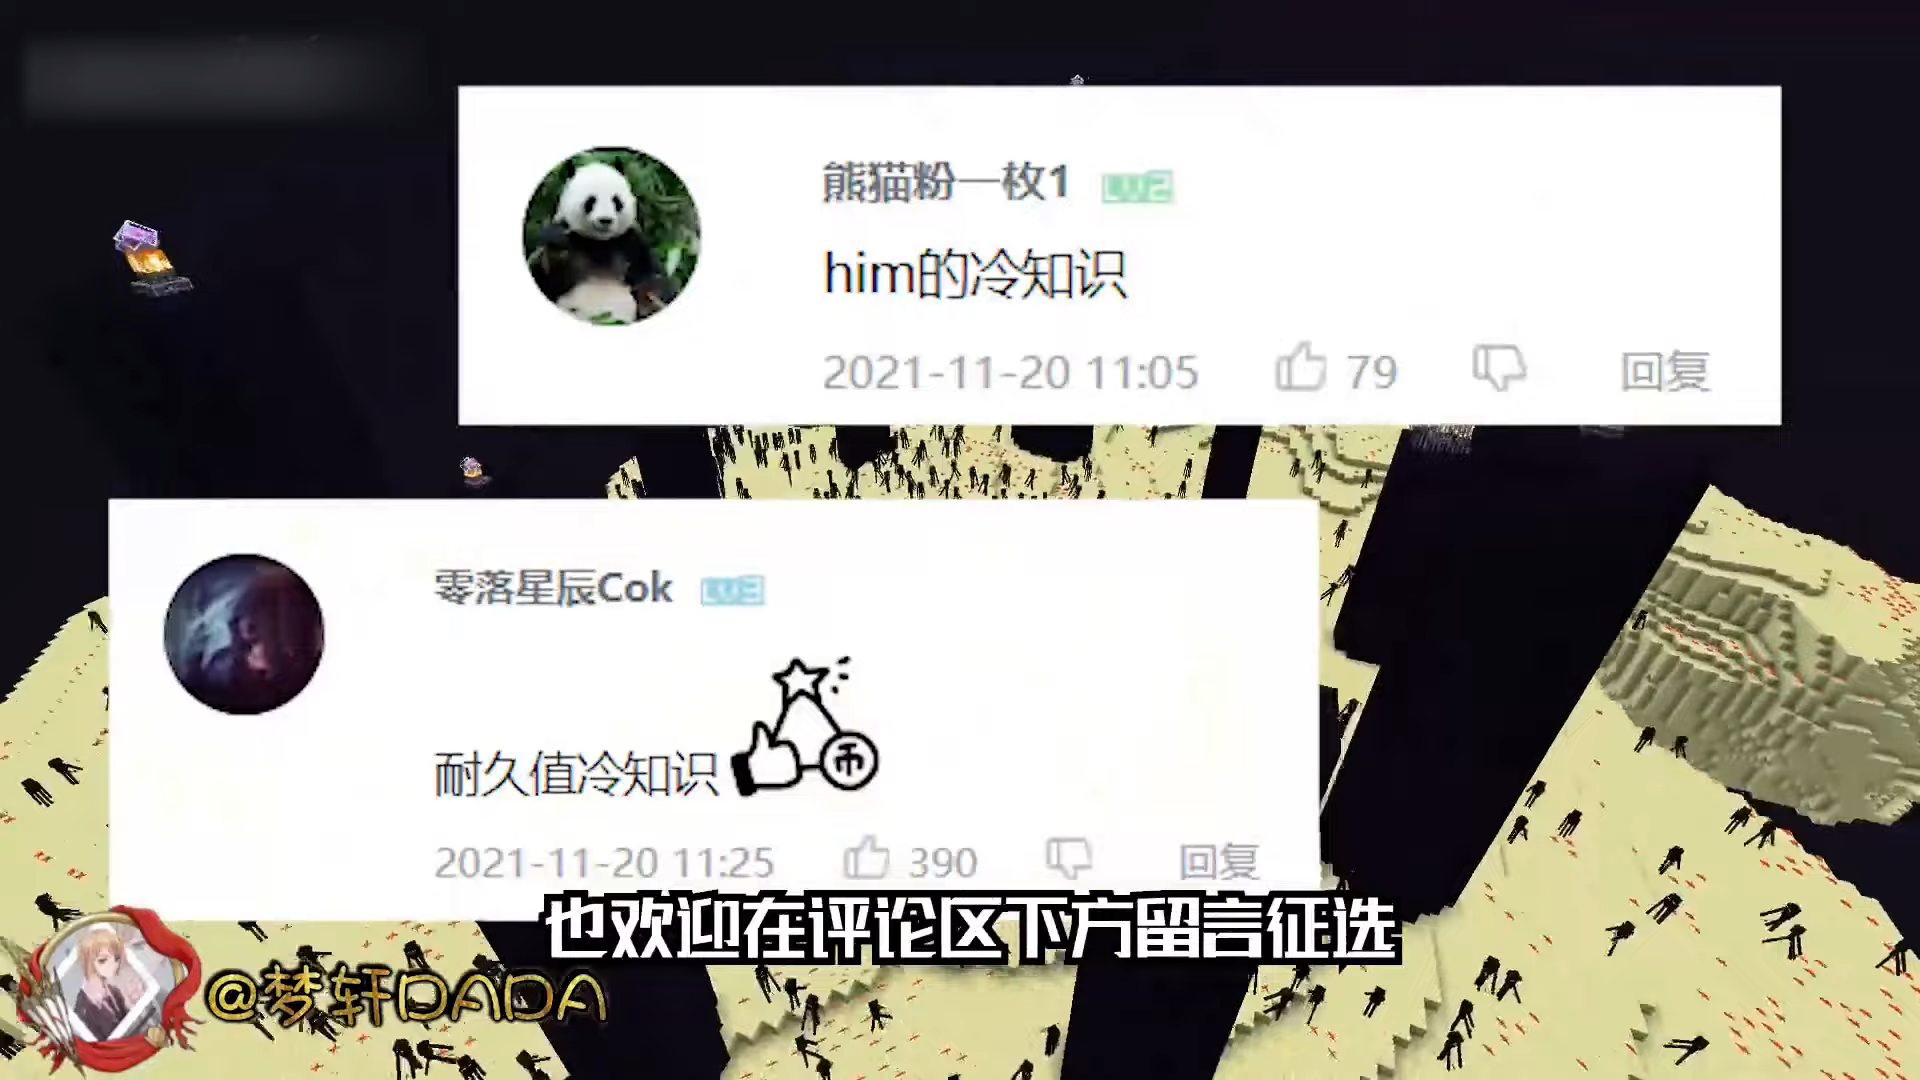 熊猫粉一枚1 LV2
him的冷知识
2021-11-20 11:05 79 回复
零落星辰Cok LV3
耐久值冷知识 币
2021-11-20 11:25 390 回复
也欢迎在评论区下方留言征选
@梦轩DADA